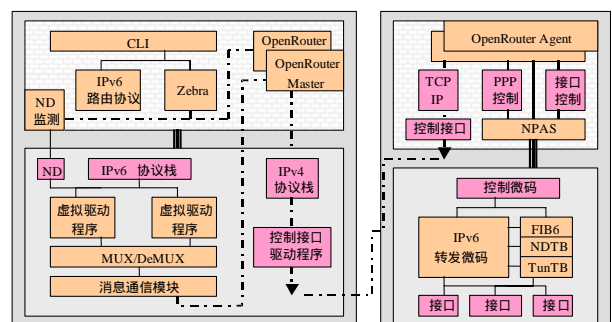 CLI
OpenRouter
OpenRouter
Master
IPv6
路由协议
Zebra
ND
监测
ND
IPv6 协议栈
IPv4
协议栈
虚拟驱动
程序
虚拟驱动
程序
控制接口
驱动程序
MUX/DeMUX
消息通信模块
OpenRouter Agent
TCP
IP
PPP
控制
接口
控制
控制接口
NPAS
控制微码
IPv6
转发微码
FIB6
NDTB
TunTB
接口
接口
接口